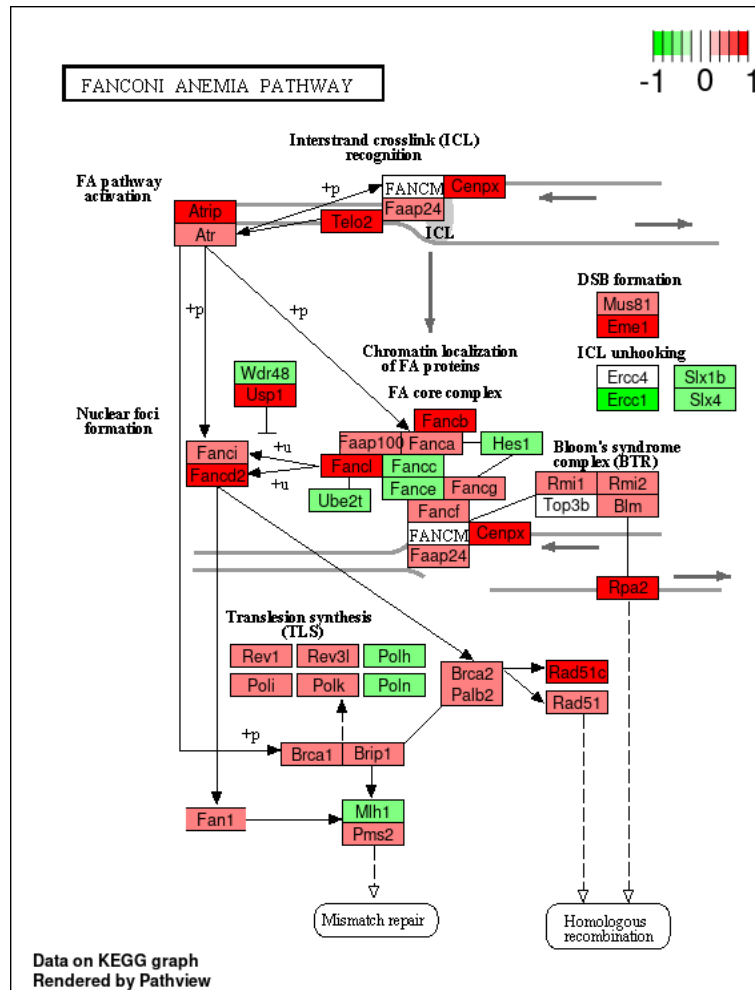 FANCONI ANEMIA PATHWAY
-1 0 1
Interstrand crosslink (ICL)
recognition
FA pathway
activation
+p
FANCM Cenpx
Atrip
Telo2
Faap24
Atr
ICL
DSB formation
Mus81
Eme1
+p
+p
Chromatin localization
of FA proteins
FA core complex
ICL unhooking
Ercc4 Slx1b
Ercc1 Slx4
Wdr48
Usp1
Nuclear foci
formation
Fancb
Faap100 Fanca Hes1
Bloom's syndrome
complex (BTR)
Fanci
+u
Fancl Fancc
Fancd2
+u
Ube2t
Fance Fancg
Rmi1 Rmi2
Top3b Blm
Fancf
FANCM Cenpx
Faap24
Rpa2
Translesion synthesis
(TLS)
Rev1 Rev3l Polh
Poli Polk Poln
Brca2
Palb2
Rad51c
Rad51
+p
Brca1 Brip1
Fan1
Mlh1
Pms2
Mismatch repair
Homologous
recombination
Data on KEGG graph
Rendered by Pathview